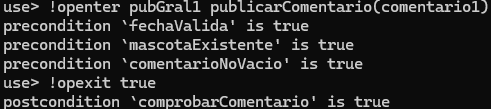 use> !openter pubGral1 publicarComentario(comentario1)
precondition `fechaValida' is true
precondition `mascotaExistente' is true
precondition `comentarioNoVacio' is true
use> !opexit true
postcondition `comprobarComentario' is true